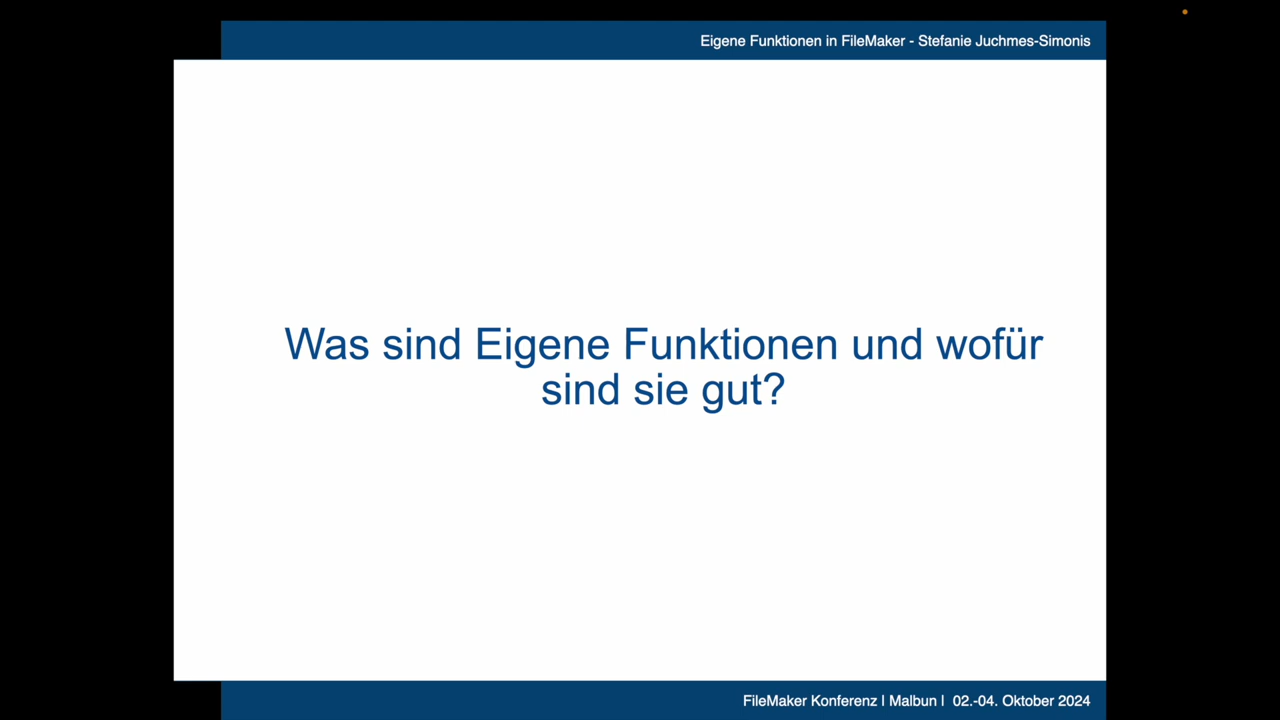 Eigene Funktionen in FileMaker - Stefanie Juchmes-Simonis
Was sind Eigene Funktionen und wofür
sind sie gut?
FileMaker Konferenz | Malbun | 02.-04. Oktober 2024